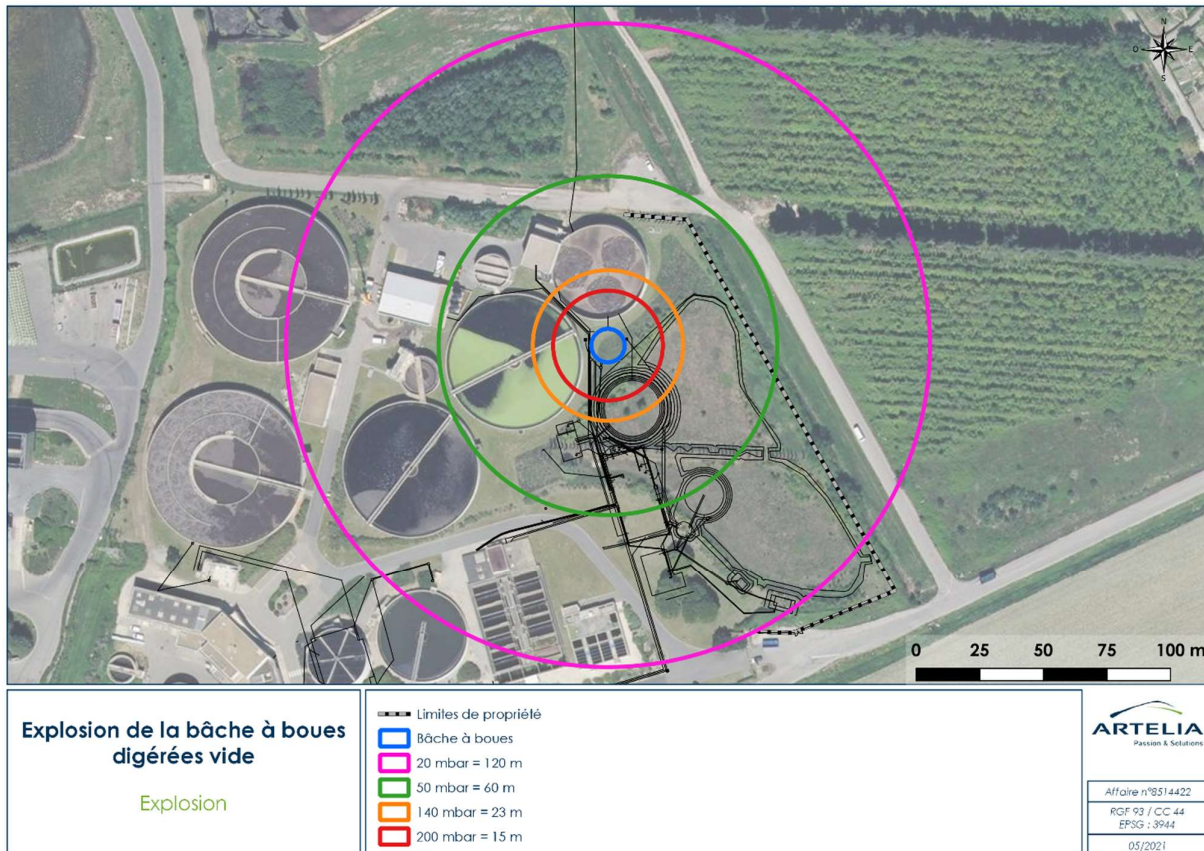 N
O
E
S
0 25 50 75 100 m
Explosion de la bâche à boues
digérées vide
Explosion
Limites de propriété
Bâche à boues
20 mbar = 120 m
50 mbar = 60 m
140 mbar = 23 m
200 mbar = 15 m
ARTELIA
Passion & Solutions
Affaire n°8514422
RGF 93 / CC 44
EPSG : 3944
05/2021